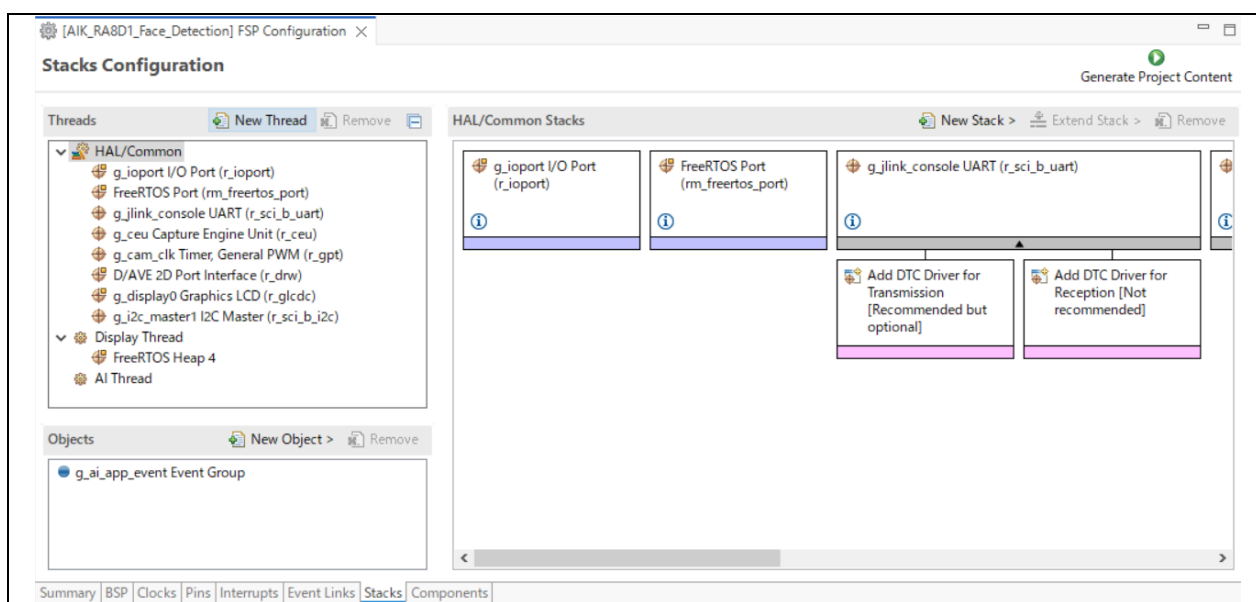 [AIK_RA8D1_Face_Detection] FSP Configuration
Stacks Configuration
Generate Project Content
Threads
New Thread
Remove
HAL/Common
g_ioport I/O Port (r_ioport)
FreeRTOS Port (rm_freertos_port)
g_jlink_console UART (r_sci_b_uart)
g_ceu Capture Engine Unit (r_ceu)
g_cam_clk Timer, General PWM (r_gpt)
D/AVE 2D Port Interface (r_drw)
g_display0 Graphics LCD (r_glcdc)
g_i2c_master1 I2C Master (r_sci_b_i2c)
Display Thread
FreeRTOS Heap 4
AI Thread
Objects
New Object >
Remove
g_ai_app_event Event Group
HAL/Common Stacks
New Stack >
Extend Stack >
Remove
g_ioport I/O Port
(r_ioport)
FreeRTOS Port
(rm_freertos_port)
g_jlink_console UART (r_sci_b_uart)
Add DTC Driver for
Transmission
[Recommended but
optional]
Add DTC Driver for
Reception [Not
recommended]
Summary BSP Clocks Pins Interrupts Event Links Stacks Components